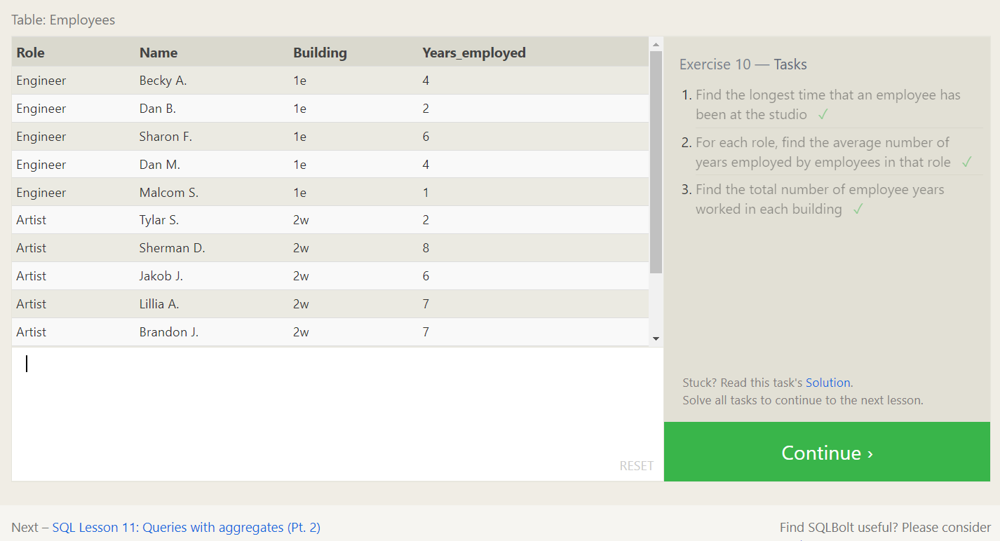 Table: Employees
Role Name Building Years_employed
Engineer Becky A. 1e 4
Engineer Dan B. 1e 2
Engineer Sharon F. 1e 6
Engineer Dan M. 1e 4
Engineer Malcom S. 1e 1
Artist Tylar S. 2w 2
Artist Sherman D. 2w 8
Artist Jakob J. 2w 6
Artist Lillia A. 2w 7
Artist Brandon J. 2w 7
RESET
Exercise 10 — Tasks
1. Find the longest time that an employee has
been at the studio ✓
2. For each role, find the average number of
years employed by employees in that role ✓
3. Find the total number of employee years
worked in each building ✓
Stuck? Read this task's Solution.
Solve all tasks to continue to the next lesson.
Continue ›
Next – SQL Lesson 11: Queries with aggregates (Pt. 2)
Find SQLBolt useful? Please consider